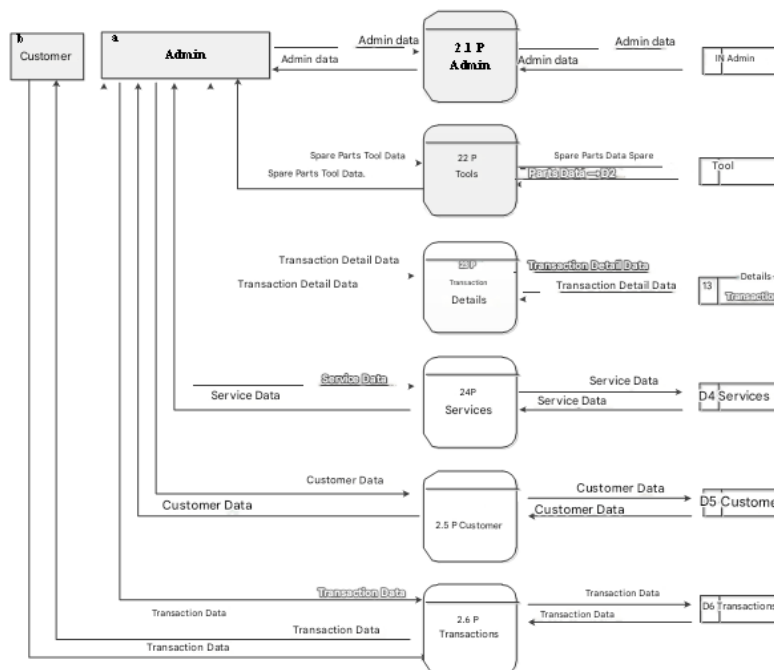 b
a
Customer
Admin
Admin data
Admin data
2.1 P
Admin
Admin data
Admin data
IN Admin
Spare Parts Tool Data
Spare Parts Tool Data.
22 P
Tools
Spare Parts Data Spare
Parts Data → D2
Tool
Transaction Detail Data
Transaction Detail Data
Transaction
Details
Transaction Detail Data
Transaction Detail Data
13
Details
Transaction
Service Data
Service Data
24P
Services
Service Data
Service Data
D4 Services
Customer Data
Customer Data
2.5 P Customer
Customer Data
Customer Data
D5 Custome
Transaction Data
Transaction Data
Transaction Data
Transaction Data
2.6 P
Transactions
Transaction Data
Transaction Data
D6 Transactions